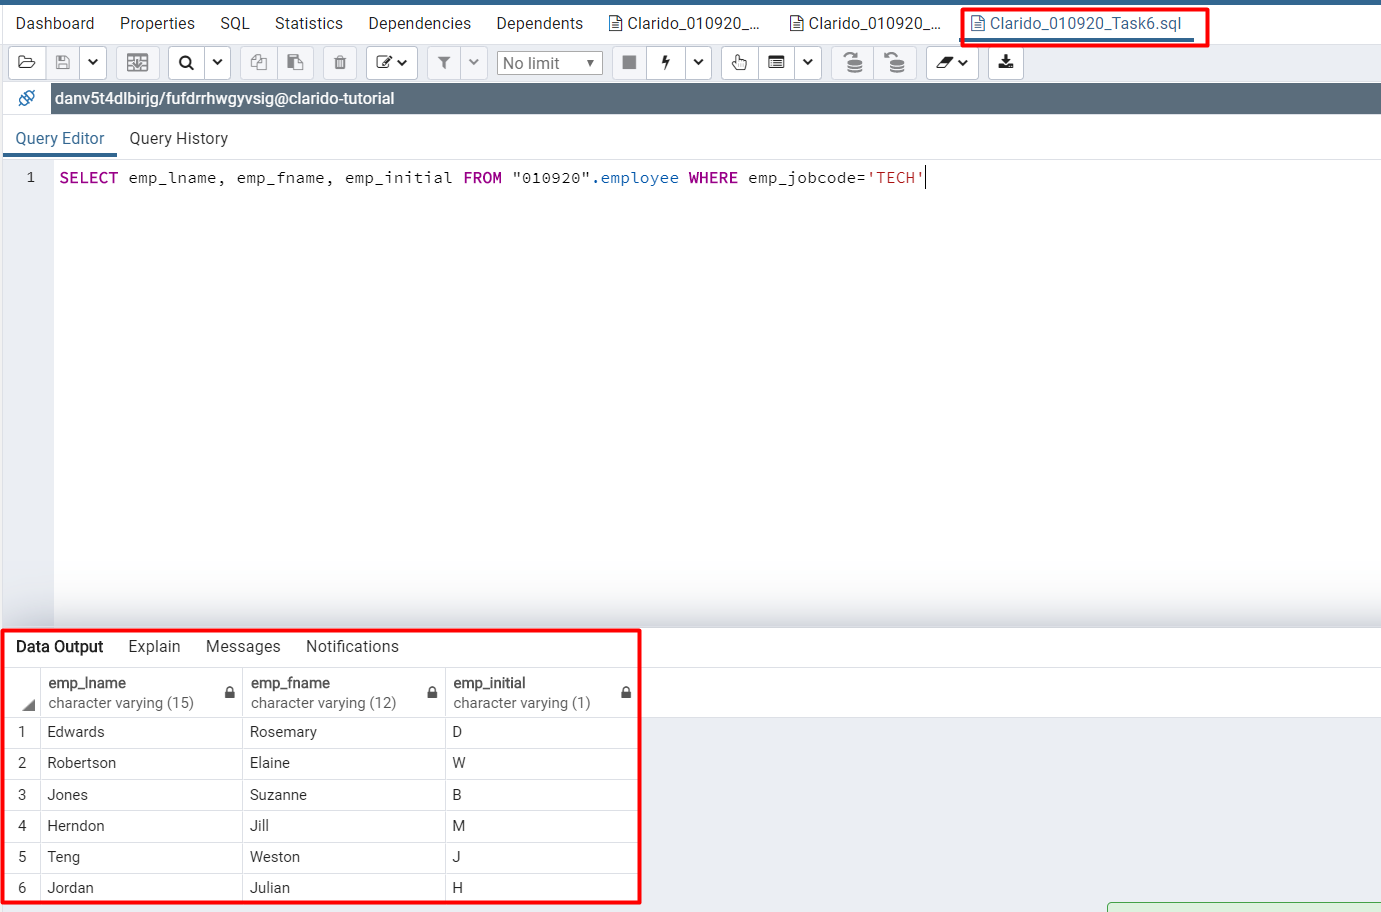 Dashboard Properties SQL Statistics Dependencies Dependents Clarido_010920_... Clarido_010920_... Clarido_010920_Task6.sql
No limit
danv5t4dlbirjg/fufdrrhwgyvsig@clarido-tutorial
Query Editor Query History
1 SELECT emp_lname, emp_fname, emp_initial FROM "010920".employee WHERE emp_jobcode='TECH'
Data Output Explain Messages Notifications
emp_lname emp_fname emp_initial
character varying (15) character varying (12) character varying (1)
1 Edwards Rosemary D
2 Robertson Elaine W
3 Jones Suzanne B
4 Herndon Jill M
5 Teng Weston J
6 Jordan Julian H